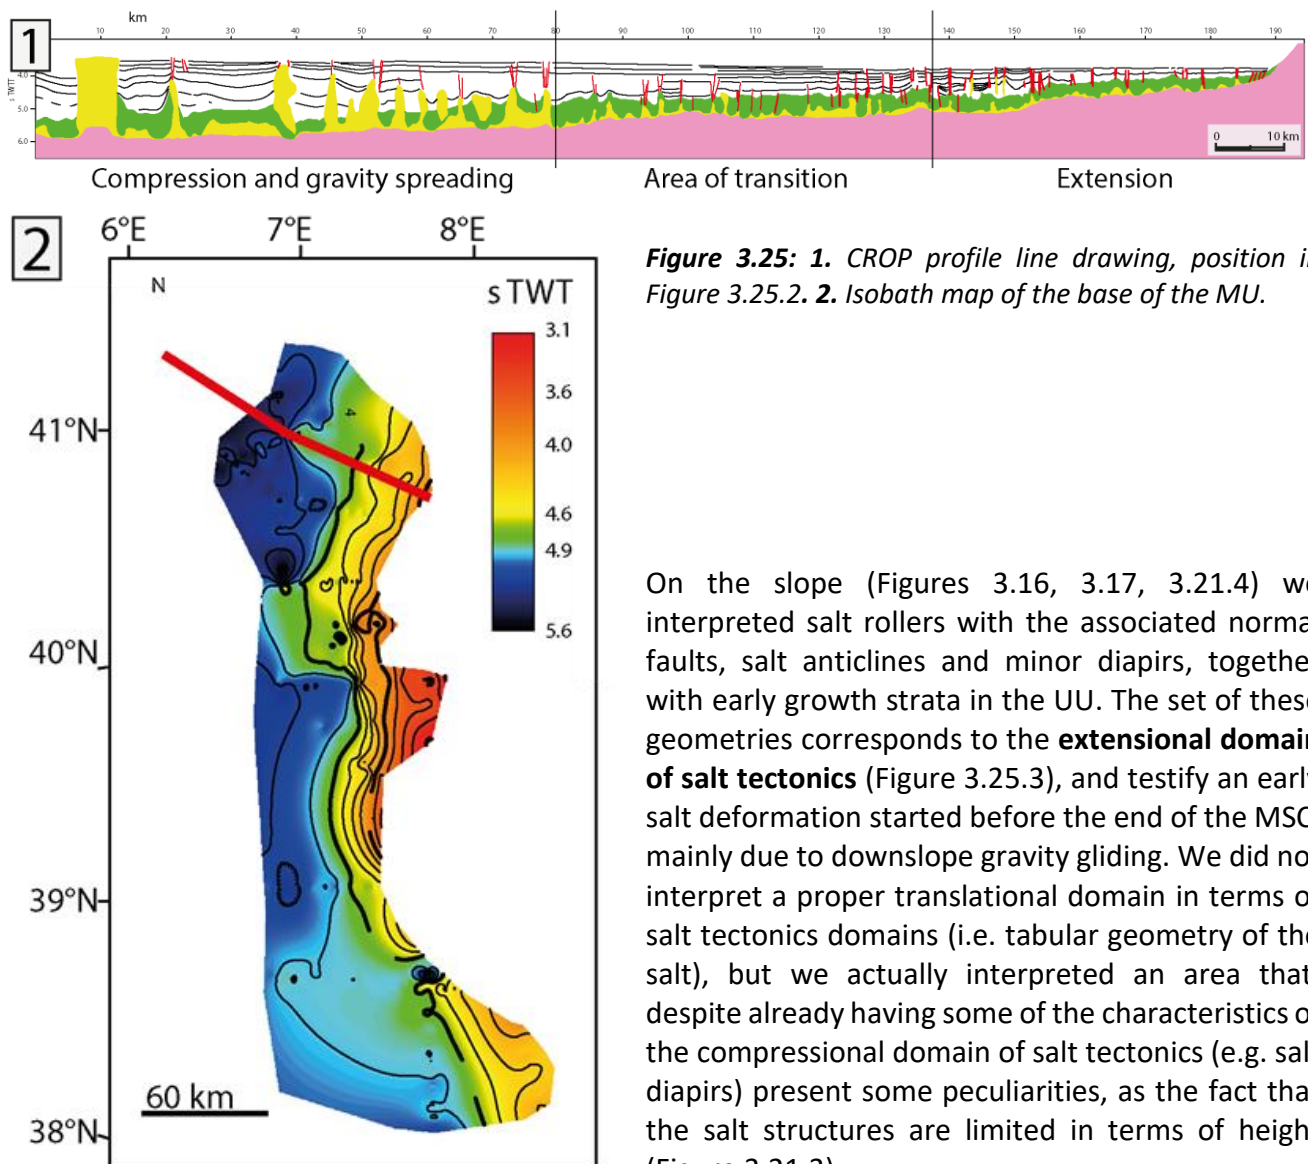 1
km
10 20 30 40 50 60 70 80 90 100 110 120 130 140 150 160 170 180 190
s TWT
4.0
5.0
6.0
0 10 km
Compression and gravity spreading Area of transition Extension
2
6°E 7°E 8°E
N
s TWT
3.1
3.6
4.0
4.6
4.9
5.6
41°N
40°N
39°N
38°N
4
60 km
Figure 3.25: 1. CROP profile line drawing, position i
Figure 3.25.2. 2. Isobath map of the base of the MU.
On the slope (Figures 3.16, 3.17, 3.21.4) we
interpreted salt rollers with the associated norma
faults, salt anticlines and minor diapirs, togethe
with early growth strata in the UU. The set of these
geometries corresponds to the extensional domain
of salt tectonics (Figure 3.25.3), and testify an early
salt deformation started before the end of the MSC
mainly due to downslope gravity gliding. We did no
interpret a proper translational domain in terms o
salt tectonics domains (i.e. tabular geometry of the
salt), but we actually interpreted an area that
despite already having some of the characteristics o
the compressional domain of salt tectonics (e.g. sal
diapirs) present some peculiarities, as the fact tha
the salt structures are limited in terms of heigh